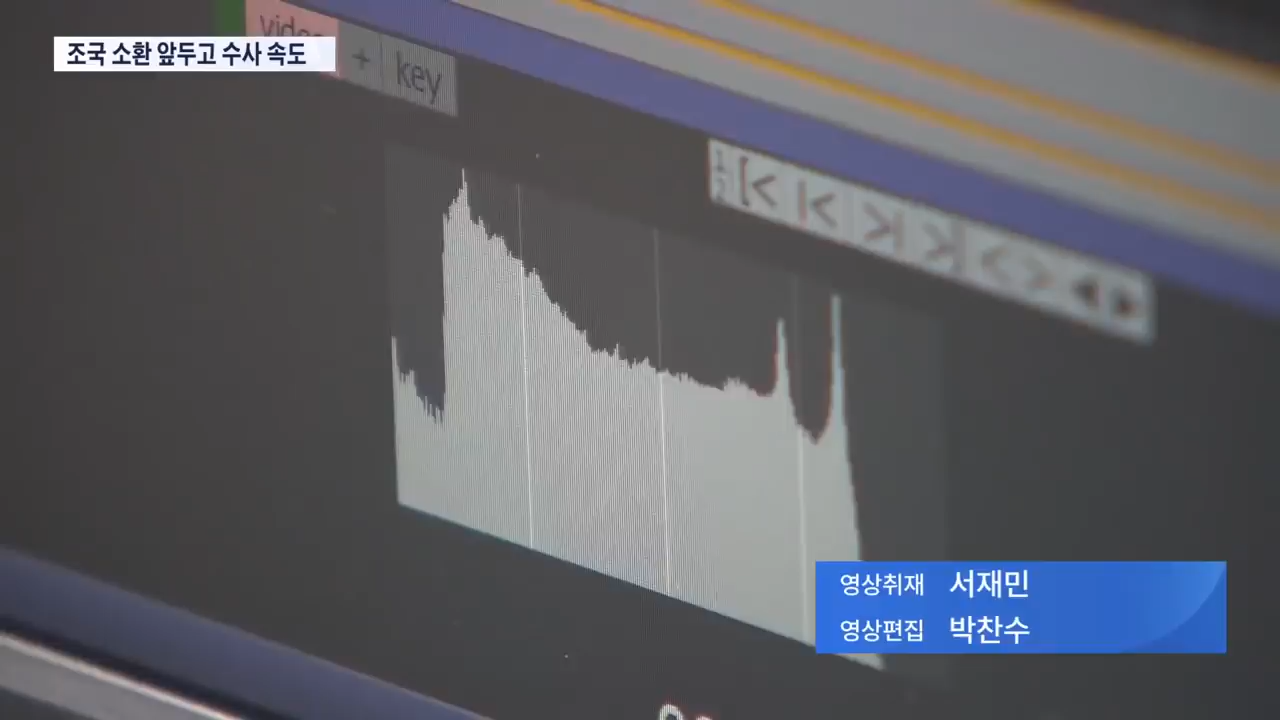 조국 소환 앞두고 수사 속도
+ key
영상취재 서재민
영상편집 박찬수